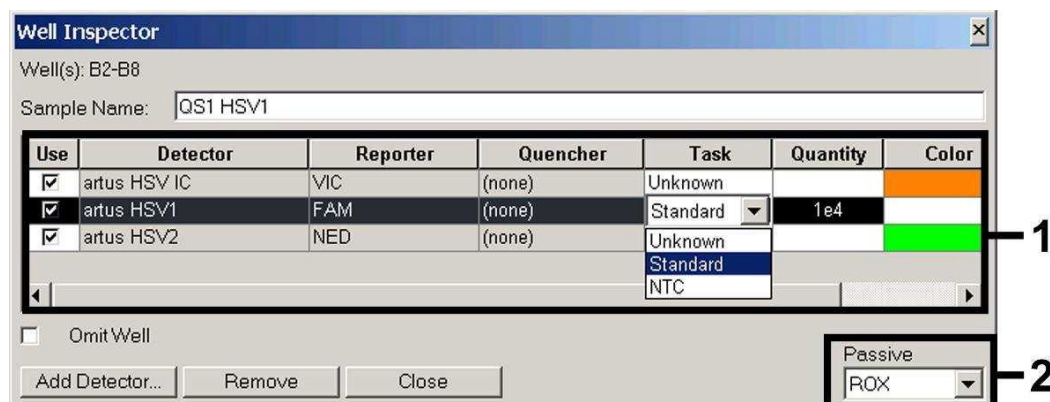 Well Inspector
Well(s): B2-B8
Sample Name: QS1 HSV1
Use Detector Reporter Quencher Task Quantity Color
artus HSV IC VIC (none) Unknown
artus HSV1 FAM (none) Standard 1e4
artus HSV2 NED (none) Unknown
Standard
NTC
1
Omit Well
Passive
Add Detector... Remove Close ROX
2